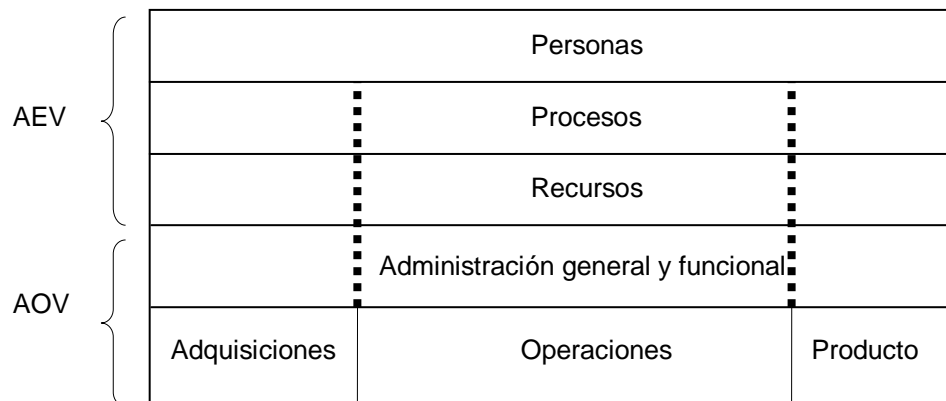 Personas
AEV
Procesos
Recursos
Administración general y funcional
AOV
Adquisiciones
Operaciones
Producto